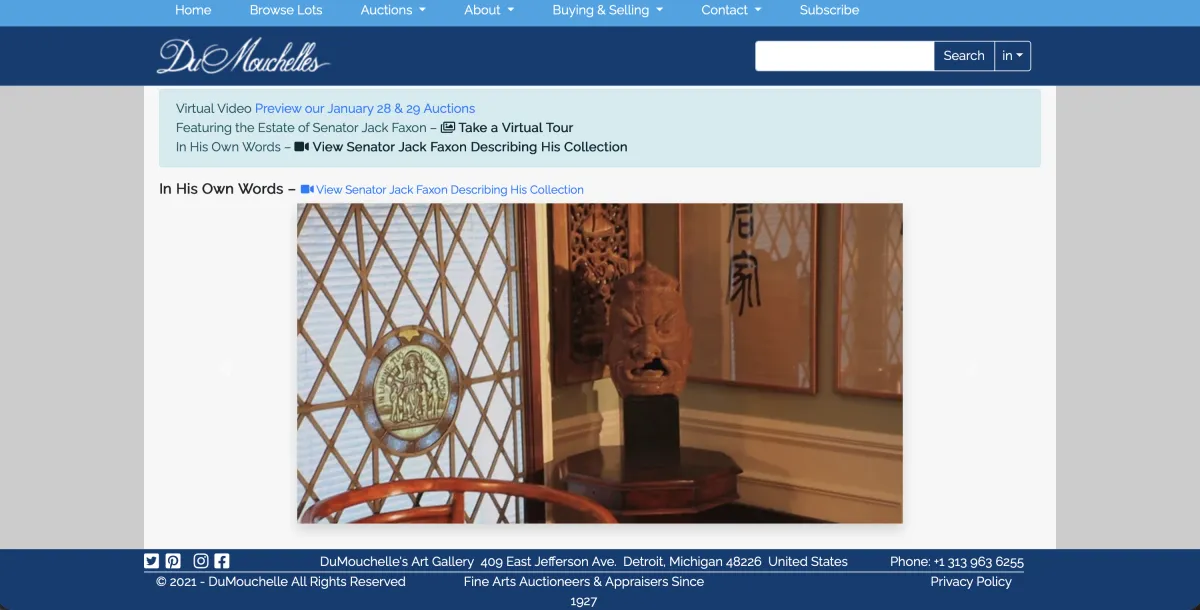 Home Browse Lots Auctions About Buying & Selling Contact Subscribe
DuMouchelles
Search in
Virtual Video Preview our January 28 & 29 Auctions
Featuring the Estate of Senator Jack Faxon – Take a Virtual Tour
In His Own Words – View Senator Jack Faxon Describing His Collection
In His Own Words – View Senator Jack Faxon Describing His Collection
居
家
DuMouchelle's Art Gallery 409 East Jefferson Ave. Detroit, Michigan 48226 United States Phone: +1 313 963 6255
© 2021 - DuMouchelle All Rights Reserved Fine Arts Auctioneers & Appraisers Since Privacy Policy
1927